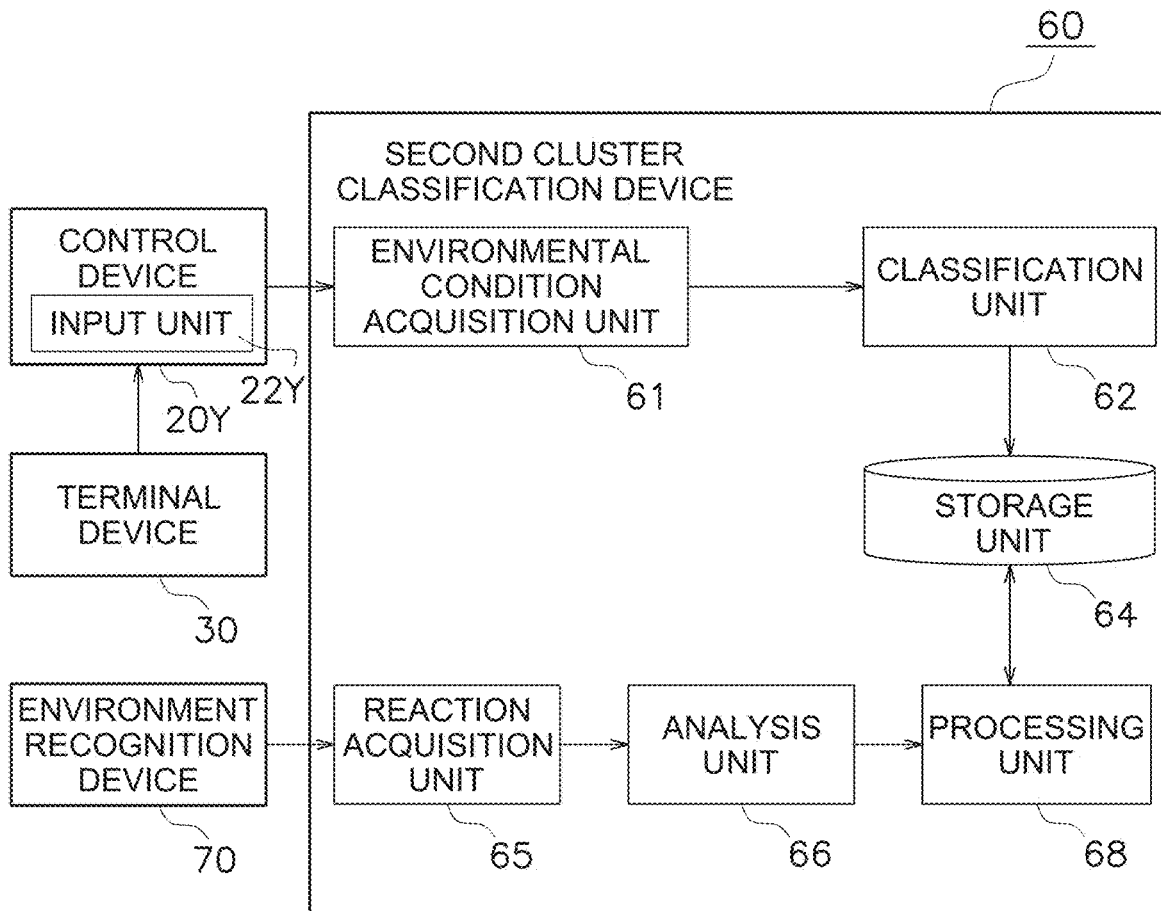 60
SECOND CLUSTER
CLASSIFICATION DEVICE
CONTROL
DEVICE
INPUT UNIT
22Y
20Y
ENVIRONMENTAL
CONDITION
ACQUISITION UNIT
61
CLASSIFICATION
UNIT
62
TERMINAL
DEVICE
30
STORAGE
UNIT
64
ENVIRONMENT
RECOGNITION
DEVICE
70
REACTION
ACQUISITION
UNIT
65
ANALYSIS
UNIT
66
PROCESSING
UNIT
68